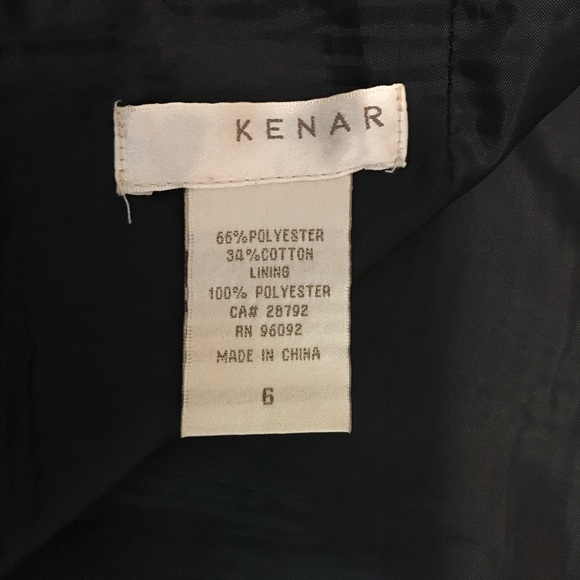 KENAR
66%POLYESTER
34%COTTON
LINING
100% POLYESTER
CA# 28792
RN 96092
MADE IN CHINA
6